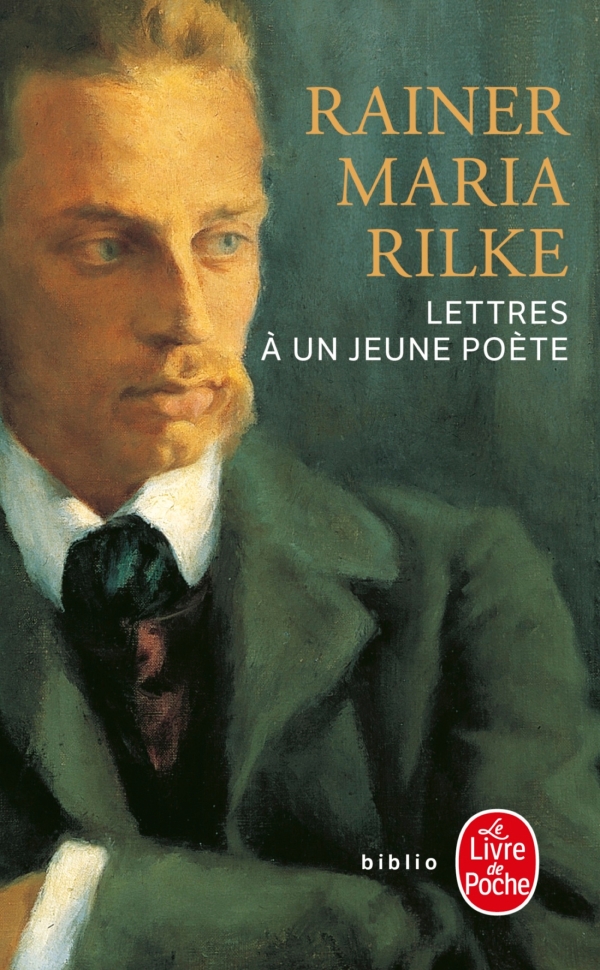 RAINER
MARIA
RILKE
LETTRES
À UN JEUNE POÈTE
biblio
Le
Livre
de
Poche